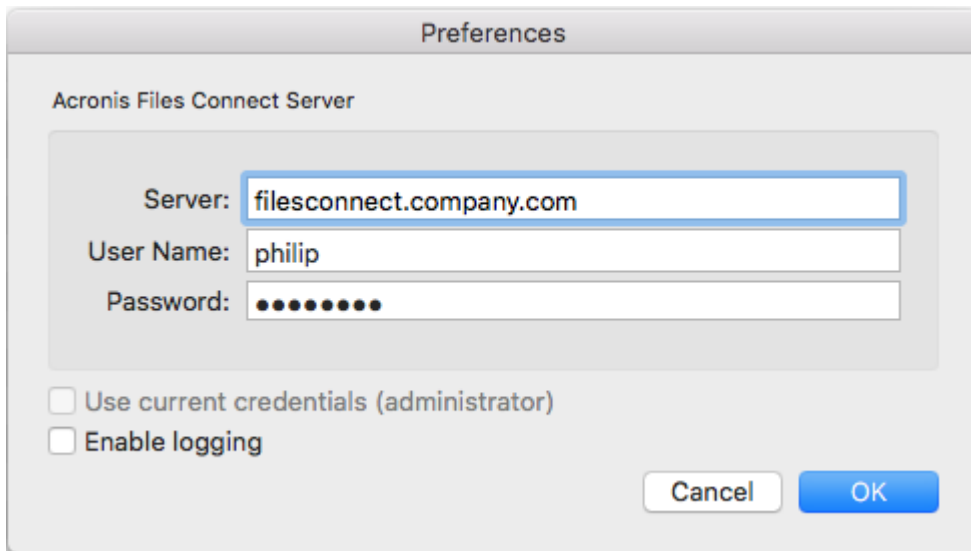 Preferences
Acronis Files Connect Server
Server: filesconnect.company.com
User Name: philip
Password: ●●●●●●●●
Use current credentials (administrator)
Enable logging
Cancel OK